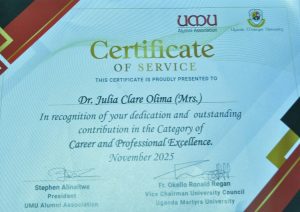 UMU
Alumni Association
Uganda Martyrs University
Certificate
OF SERVICE
THIS CERTIFICATE IS PROUDLY PRESENTED TO
Dr. Julia Clare Olima (Mrs.)
In recognition of your dedication and outstanding
contribution in the Category of
Career and Professional Excellence.
November 2025
Stephen Alinaitwe
President
UMU Alumni Association
Fr. Okello Ronald Regan
Vice Chairman University Council
Uganda Martyrs University